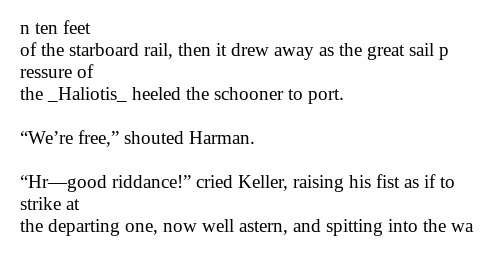 n ten feet
of the starboard rail, then it drew away as the great sail p
ressure of
the _Haliotis_ heeled the schooner to port.
“We’re free,” shouted Harman.
“Hr—good riddance!” cried Keller, raising his fist as if to
strike at
the departing one, now well astern, and spitting into the wa